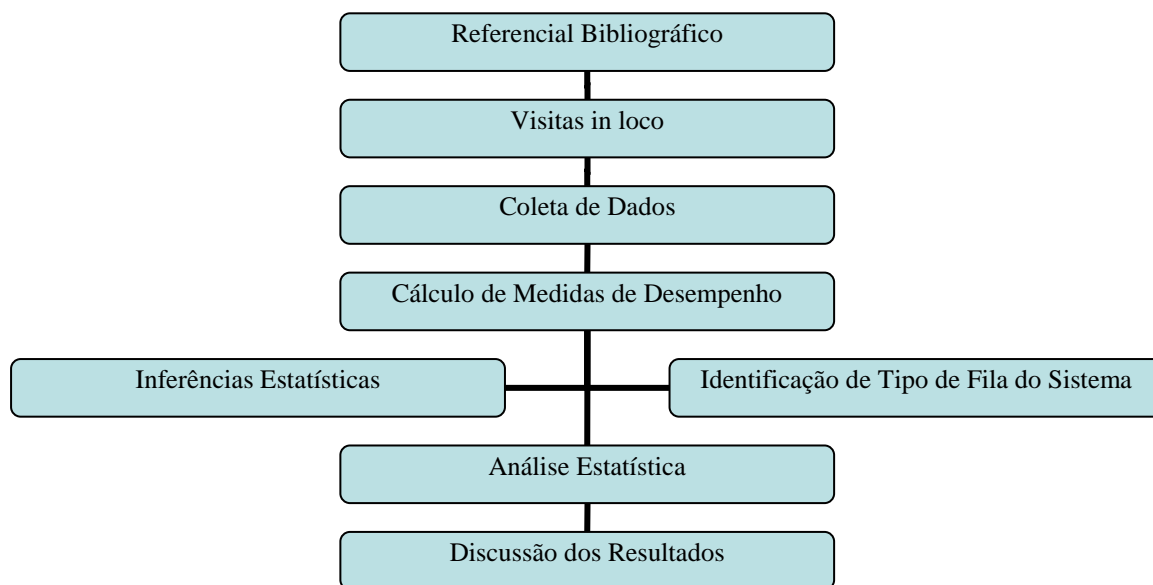 Referencial Bibliográfico
Visitas in loco
Coleta de Dados
Cálculo de Medidas de Desempenho
Inferências Estatísticas
Identificação de Tipo de Fila do Sistema
Análise Estatística
Discussão dos Resultados